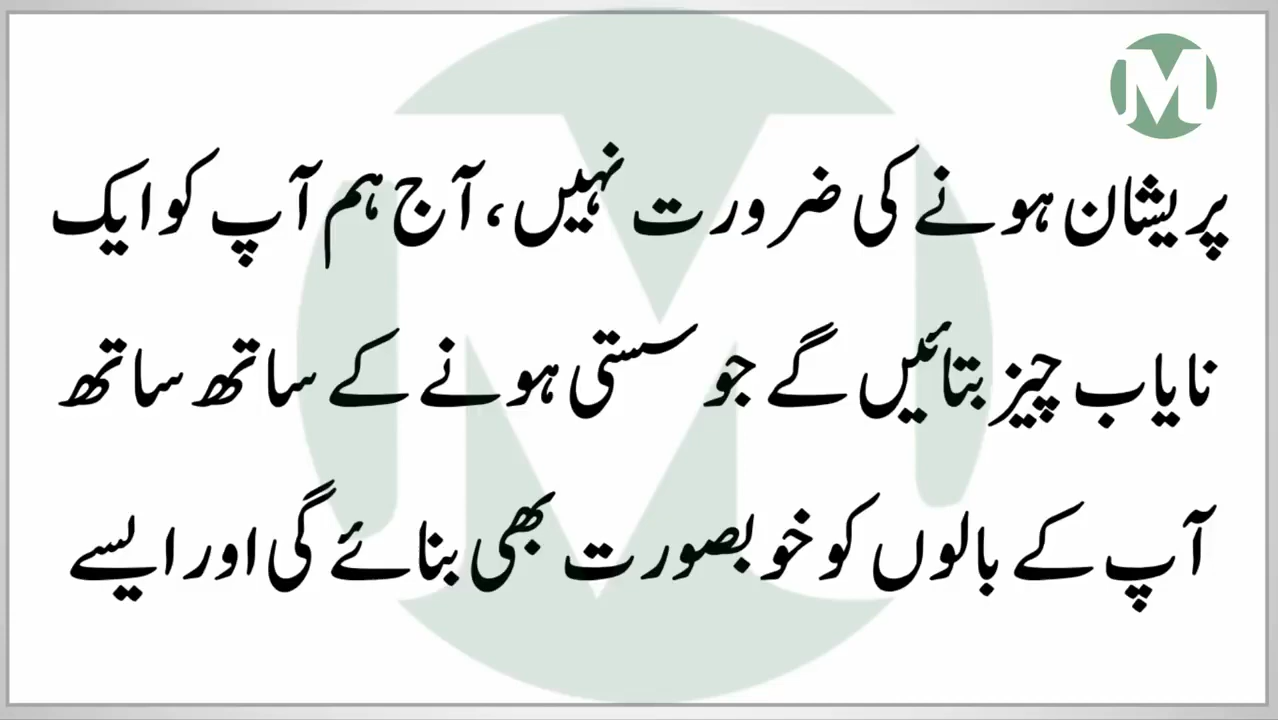 پریشان ہونے کی ضرورت نہیں، آج ہم آپ کو ایک
نایاب چیز بتائیں گے جو سستی ہونے کے ساتھ ساتھ
آپ کے بالوں کو خوبصورت بھی بنائے گی اور ایسے
M